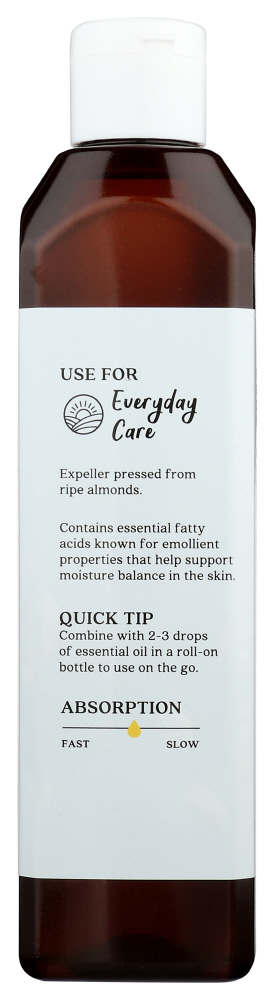 USE FOR
Everyday
Care
Expeller pressed from
ripe almonds.
Contains essential fatty
acids known for emollient
properties that help support
moisture balance in the skin.
QUICK TIP
Combine with 2-3 drops
of essential oil in a roll-on
bottle to use on the go.
ABSORPTION
FAST SLOW